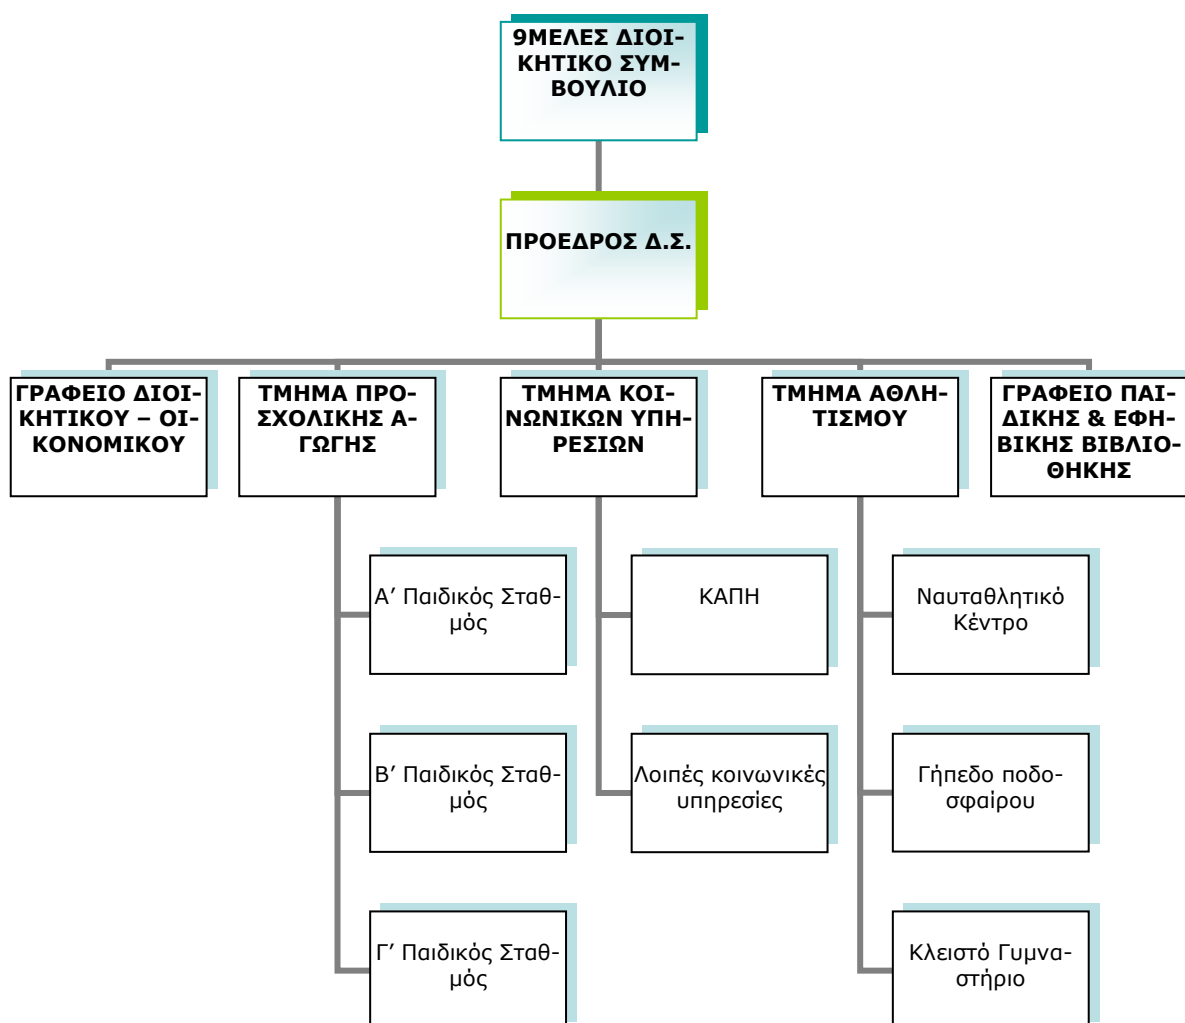 9ΜΕΛΕΣ ΔΙΟΙ-
ΚΗΤΙΚΟ ΣΥΜ-
ΒΟΥΛΙΟ
ΠΡΟΕΔΡΟΣ Δ.Σ.
ΓΡΑΦΕΙΟ ΔΙΟΙ-
ΚΗΤΙΚΟΥ – ΟΙ-
ΚΟΝΟΜΙΚΟΥ
ΤΜΗΜΑ ΠΡΟ-
ΣΧΟΛΙΚΗΣ Α-
ΓΩΓΗΣ
ΤΜΗΜΑ ΚΟΙ-
ΝΩΝΙΚΩΝ ΥΠΗ-
ΡΕΣΙΩΝ
ΤΜΗΜΑ ΑΘΛΗ-
ΤΙΣΜΟΥ
ΓΡΑΦΕΙΟ ΠΑΙ-
ΔΙΚΗΣ & ΕΦΗ-
ΒΙΚΗΣ ΒΙΒΛΙΟ-
ΘΗΚΗΣ
Α’ Παιδικός Σταθ-
μός
ΚΑΠΗ
Ναυταθλητικό
Κέντρο
Β’ Παιδικός Σταθ-
μός
Λοιπές κοινωνικές
υπηρεσίες
Γήπεδο ποδο-
σφαίρου
Γ’ Παιδικός Σταθ-
μός
Κλειστό Γυμνα-
στήριο